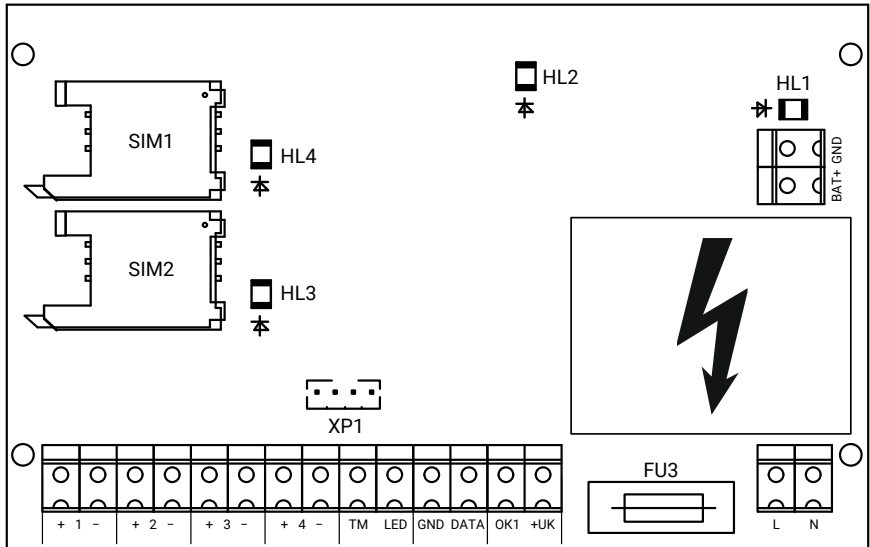 HL2
HL1
SIM1
HL4
BAT+ GND
SIM2
HL3
XP1
FU3
+ 1 - + 2 - + 3 - + 4 - TM LED GND DATA OK1 +UK
L N